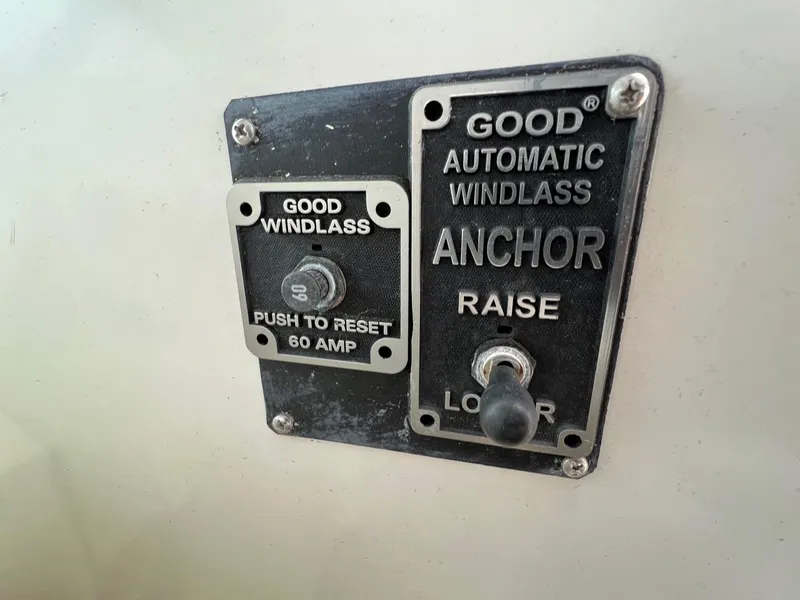 GOOD
WINDLASS
60
PUSH TO RESET
60 AMP
GOOD®
AUTOMATIC
WINDLASS
ANCHOR
RAISE